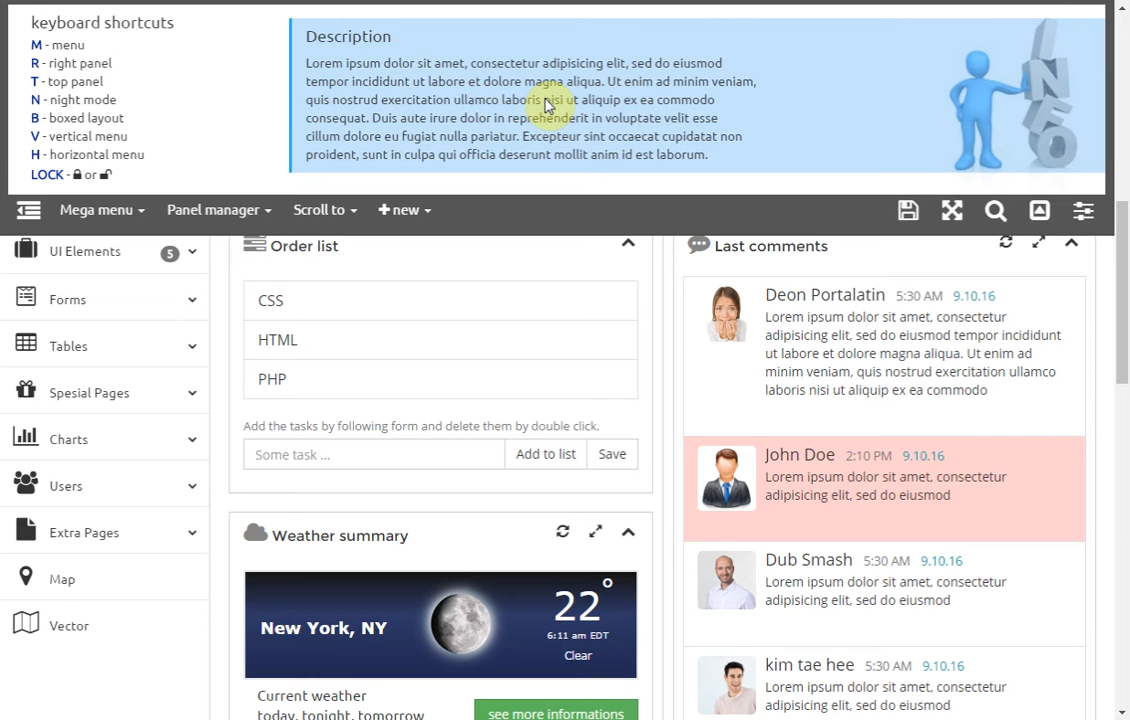 keyboard shortcuts
M - menu
R - right panel
T - top panel
N - night mode
B - boxed layout
V - vertical menu
H - horizontal menu
LOCK - or
Description
Lorem ipsum dolor sit amet, consectetur adipisicing elit, sed do eiusmod
tempor incididunt ut labore et dolore magna aliqua. Ut enim ad minim veniam,
quis nostrud exercitation ullamco laboris nisi ut aliquip ex ea commodo
consequat. Duis aute irure dolor in reprehenderit in voluptate velit esse
cillum dolore eu fugiat nulla pariatur. Excepteur sint occaecat cupidatat non
proident, sunt in culpa qui officia deserunt mollit anim id est laborum.
INFO
Mega menu Panel manager Scroll to + new
UI Elements 5
Forms
Tables
Spesial Pages
Charts
Users
Extra Pages
Map
Vector
Order list
CSS
HTML
PHP
Add the tasks by following form and delete them by double click.
Some task ... Add to list Save
Weather summary
New York, NY
22°
6:11 am EDT
Clear
Current weather
today, tonight, tomorrow
see more informations
Last comments
Deon Portalatin 5:30 AM 9.10.16
Lorem ipsum dolor sit amet, consectetur
adipisicing elit, sed do eiusmod tempor incididunt
ut labore et dolore magna aliqua. Ut enim ad
minim veniam, quis nostrud exercitation ullamco
laboris nisi ut aliquip ex ea commodo
John Doe 2:10 PM 9.10.16
Lorem ipsum dolor sit amet, consectetur
adipisicing elit, sed do eiusmod
Dub Smash 5:30 AM 9.10.16
Lorem ipsum dolor sit amet, consectetur
adipisicing elit, sed do eiusmod
kim tae hee 5:30 AM 9.10.16
Lorem ipsum dolor sit amet, consectetur
adipisicing elit, sed do eiusmod